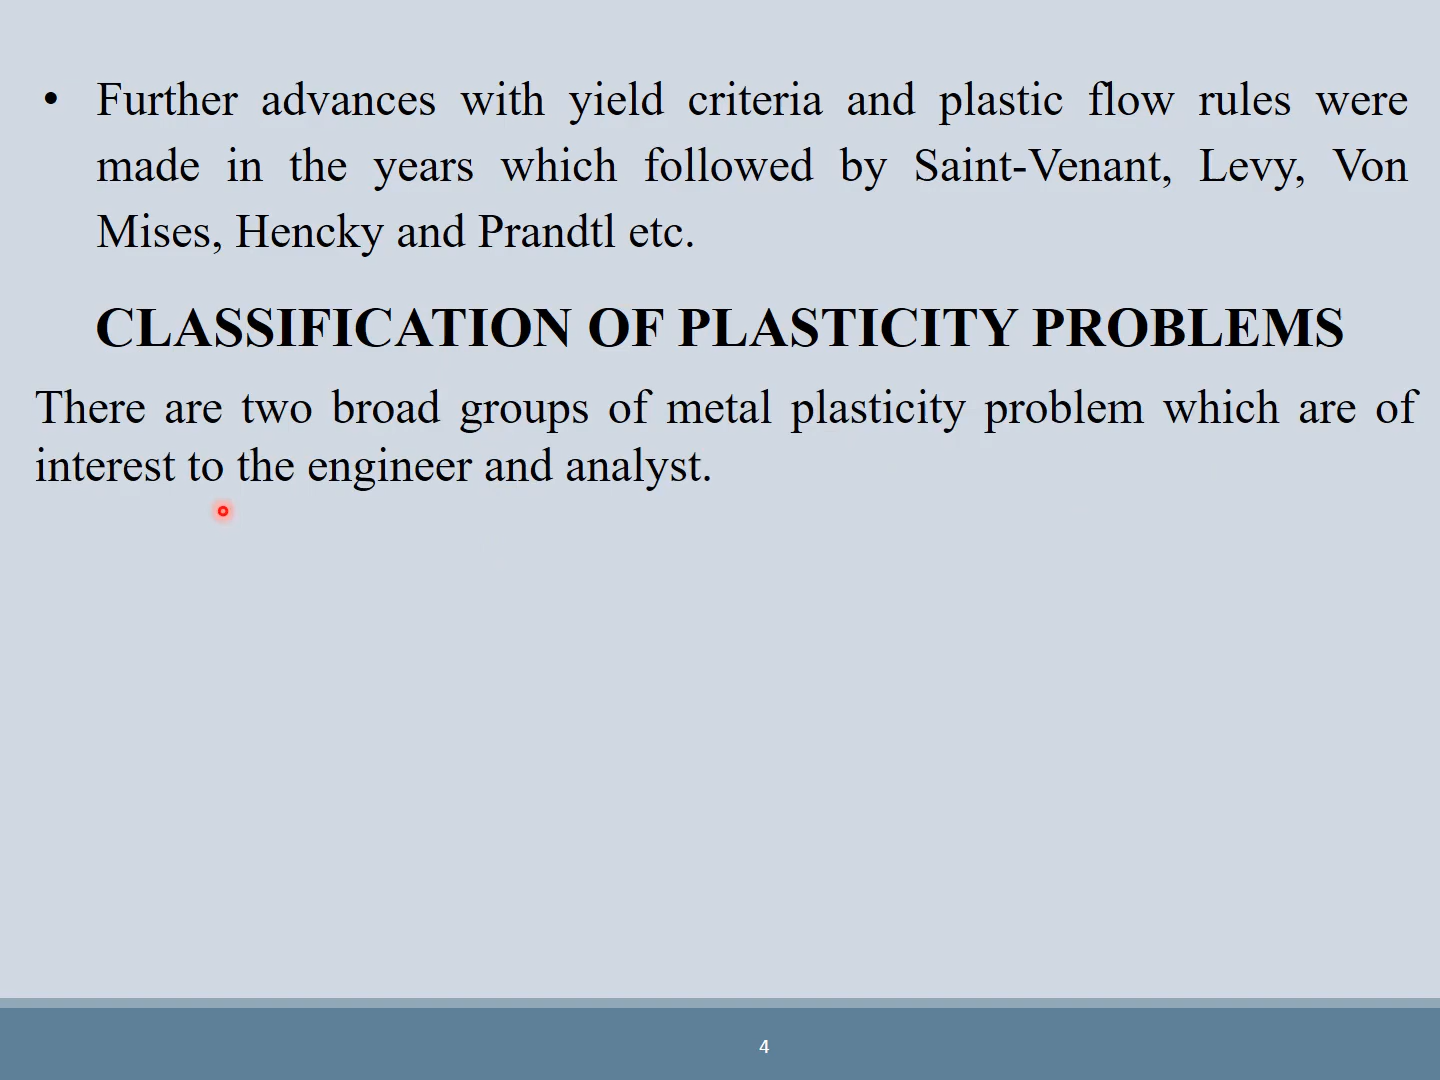 • Further advances with yield criteria and plastic flow rules were
made in the years which followed by Saint-Venant, Levy, Von
Mises, Hencky and Prandtl etc.
CLASSIFICATION OF PLASTICITY PROBLEMS
There are two broad groups of metal plasticity problem which are of
interest to the engineer and analyst.
4